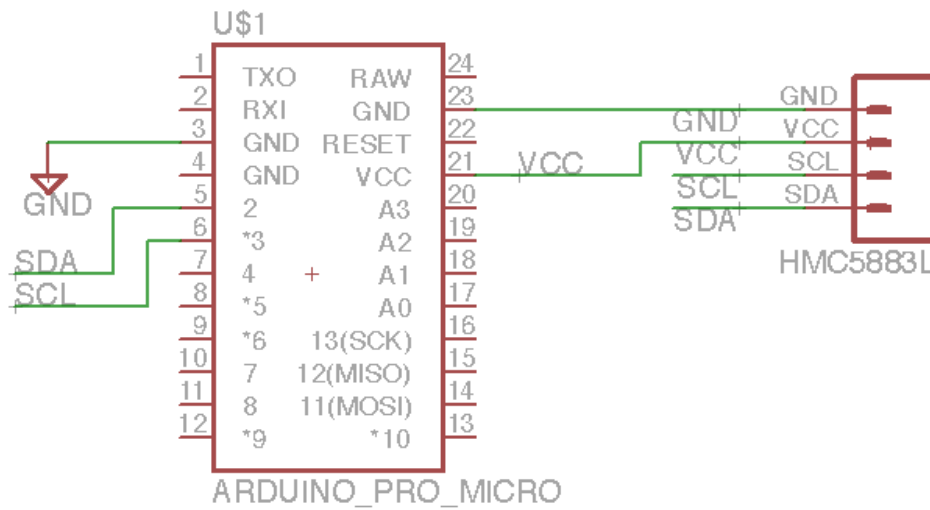 U$1
1 TXO RAW 24
2 RXI GND 23
3 GND RESET 22
4 GND VCC 21
5 2 A3 20
6 *3 A2 19
7 4 A1 18
8 *5 A0 17
9 *6 13(SCK) 16
10 7 12(MISO) 15
11 8 11(MOSI) 14
12 *9 *10 13
ARDUINO_PRO_MICRO
GND
SDA
SCL
VCC
GND
VCC
SCL
SDA
GND
VCC
SCL
SDA
HMC5883L